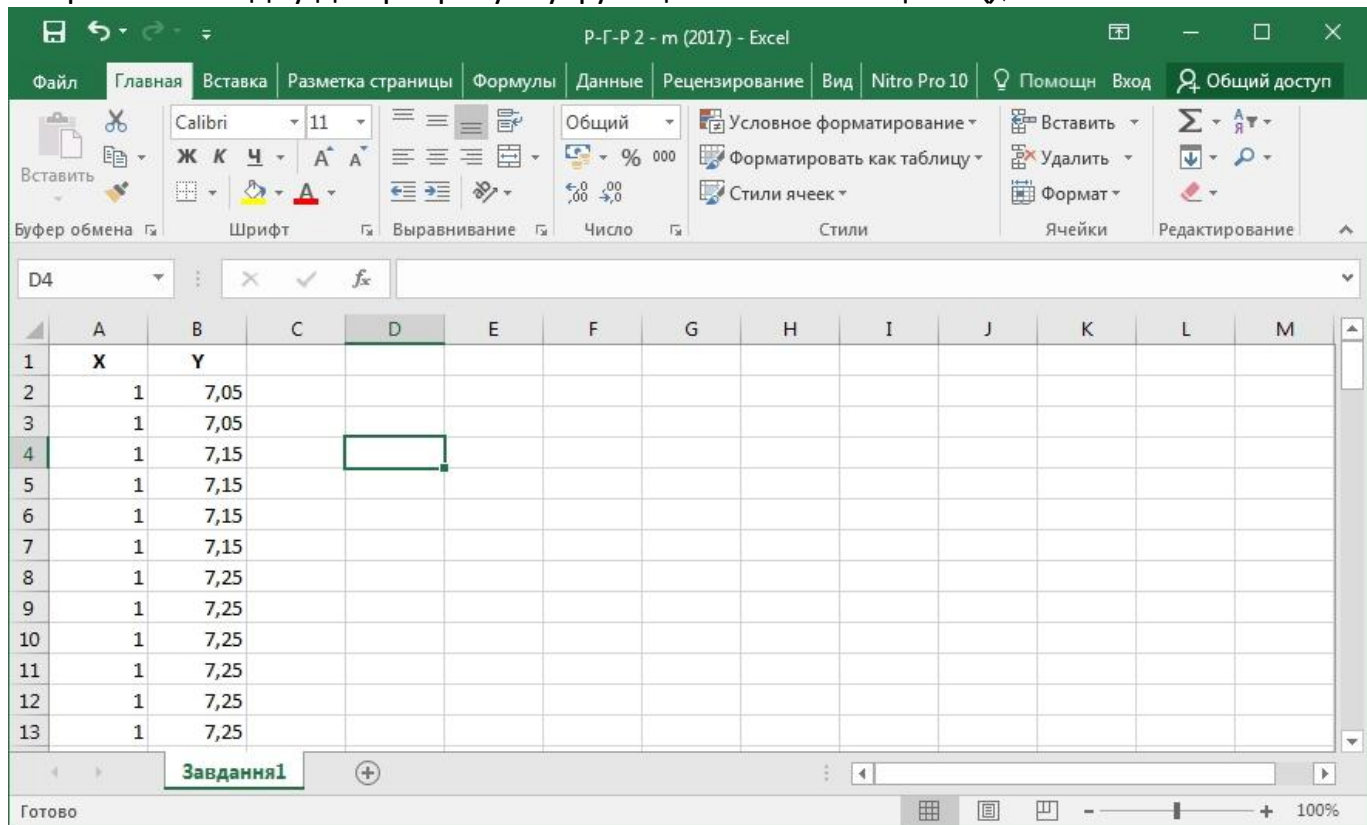 Р-Г-Р 2 - m (2017) - Excel
Файл Главная Вставка Разметка страницы Формулы Данные Рецензирование Вид Nitro Pro 10 Помощн Вход Общий доступ
Вставить
Calibri 11
Ж К Ч А А
А
Общий
% 000
,00 ,0
Условное форматирование
Форматировать как таблицу
Стили ячеек
Вставить
Удалить
Формат
Σ
Буфер обмена Шрифт Выравнивание Число Стили Ячейки Редактирование
D4 fx
A B C D E F G H I J K L M
1 X Y
2 1 7,05
3 1 7,05
4 1 7,15
5 1 7,15
6 1 7,15
7 1 7,15
8 1 7,25
9 1 7,25
10 1 7,25
11 1 7,25
12 1 7,25
13 1 7,25
Завдання1
Готово 100%